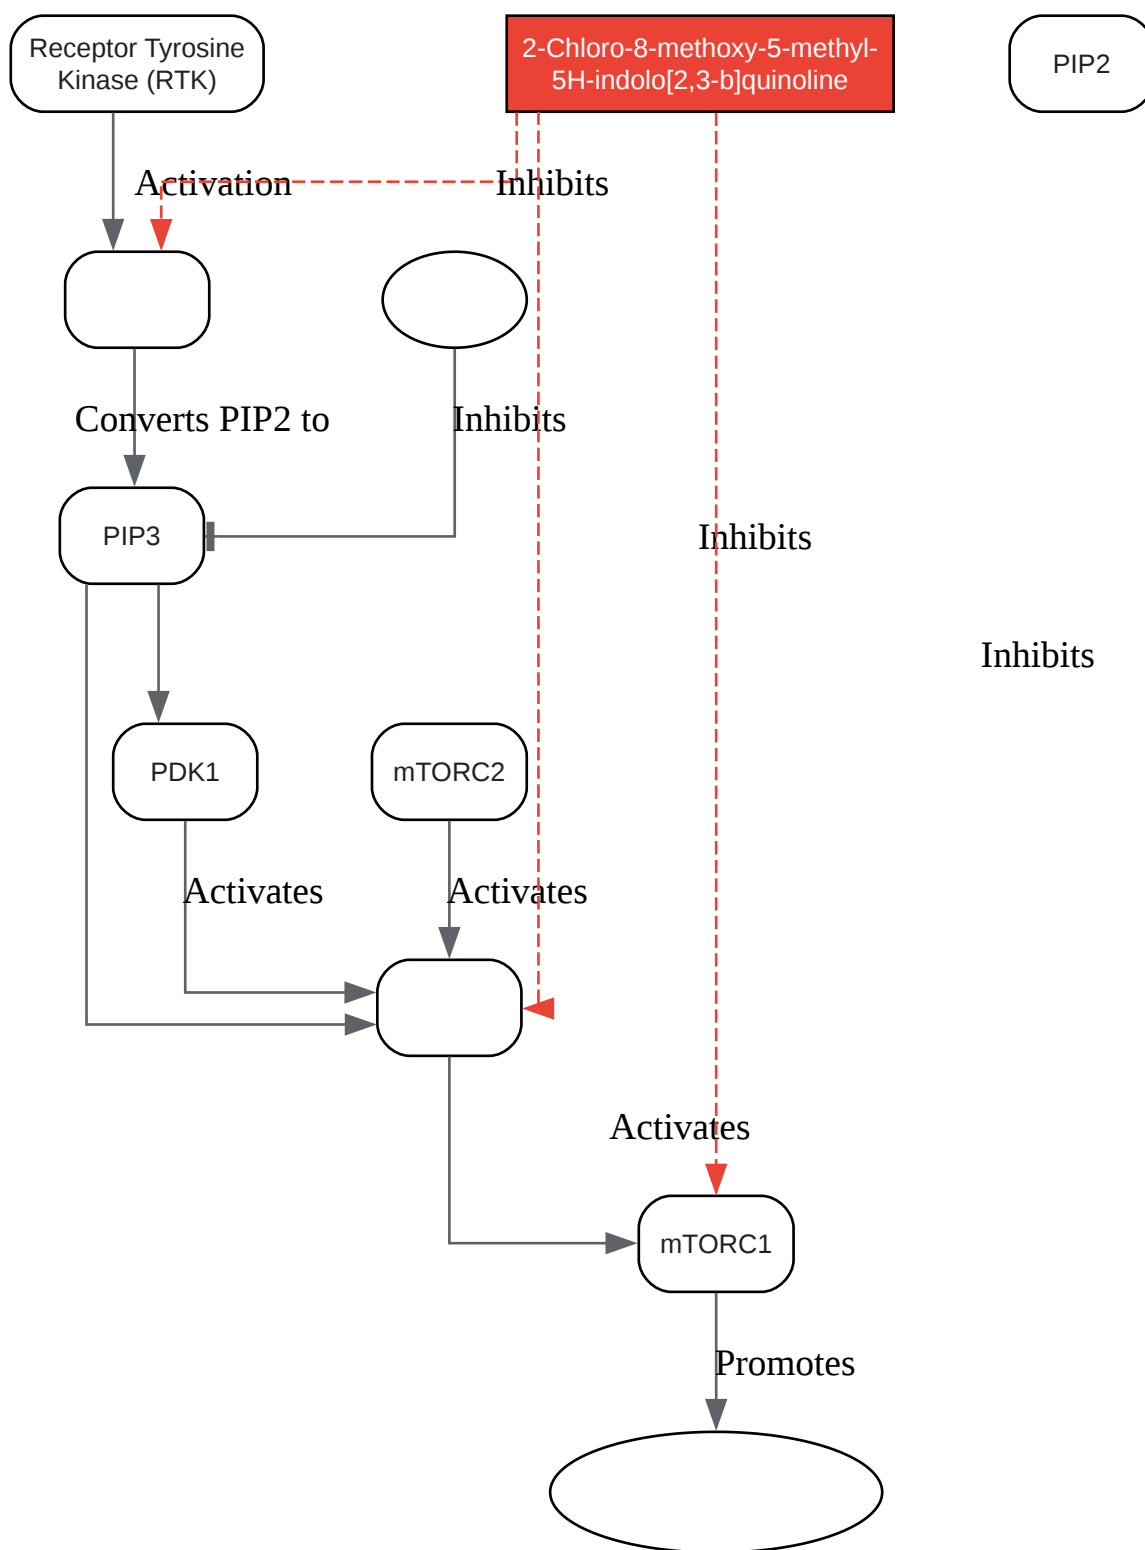 Receptor Tyrosine
Kinase (RTK)
2-Chloro-8-methoxy-5-methyl-
5H-indolo[2,3-b]quinoline
PIP2
Activation
Inhibits
Converts PIP2 to
Inhibits
PIP3
Inhibits
Inhibits
PDK1
mTORC2
Activates
Activates
Activates
mTORC1
Promotes